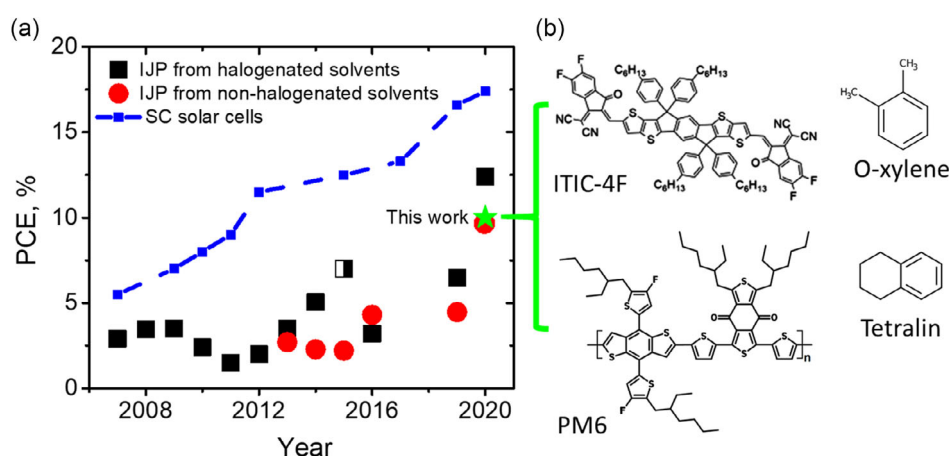 (a)
20
15
10
5
0
PCE, %
IJP from halogenated solvents
IJP from non-halogenated solvents
SC solar cells
This work
2008
2012
2016
2020
Year
(b)
F
F
O
NC
CN
S
S
C₆H₁₃
C₆H₁₃
C₆H₁₃
C₆H₁₃
S
S
CN
CN
O
F
F
ITIC-4F
CH₃
H₃C
O-xylene
F
S
S
S
S
S
F
O
O
S
S
S
n
PM6
Tetralin